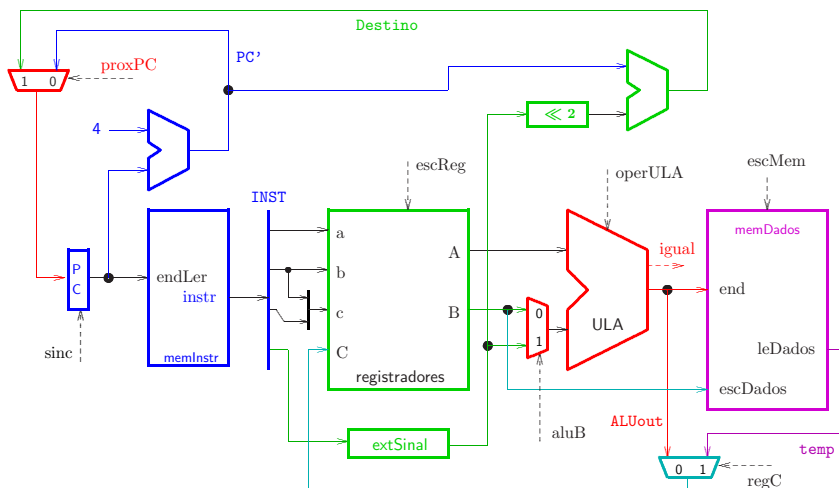 Destino
PC'
1 0
proxPC
≪ 2
4
escReg
operULA
escMem
INST
memDados
a
A
igual
b
P
C
endLer
instr
end
c
B
0
ULA
1
sinc
C
leDados
memInstr
registradores
escDados
extSinal
aluB
ALUout
temp
0 1
regC